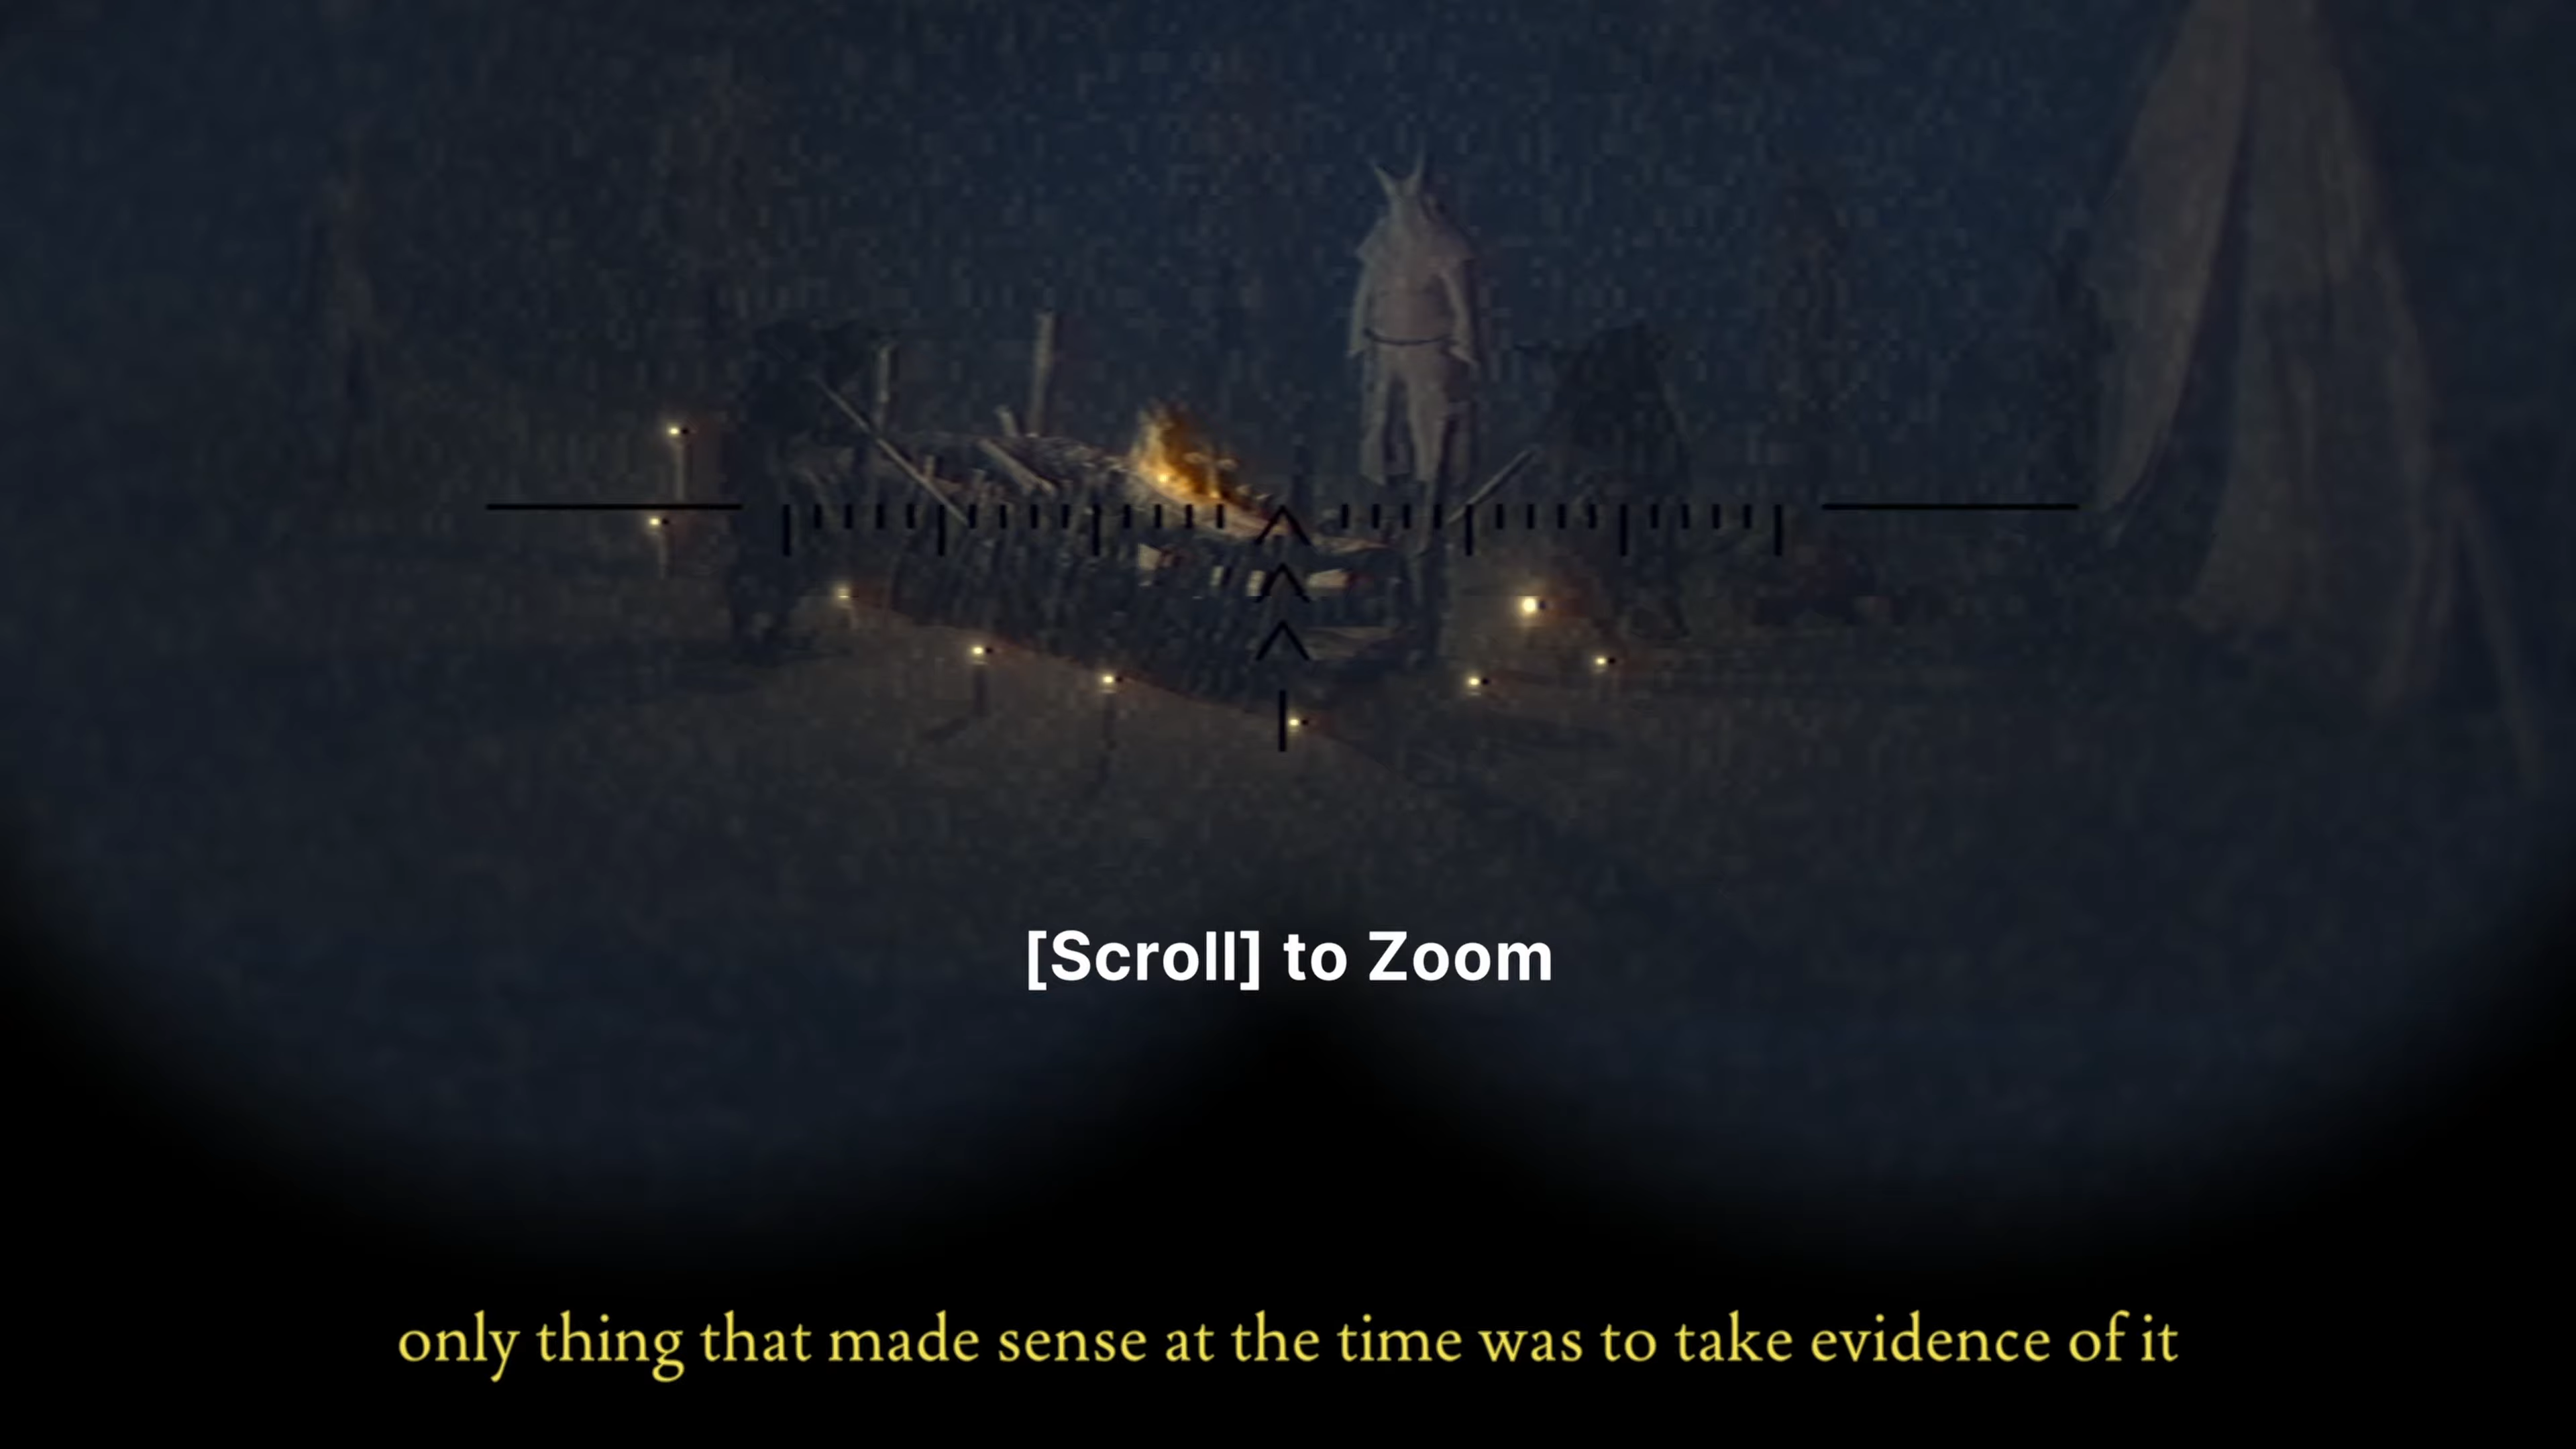 [Scroll] to Zoom
only thing that made sense at the time was to take evidence of it